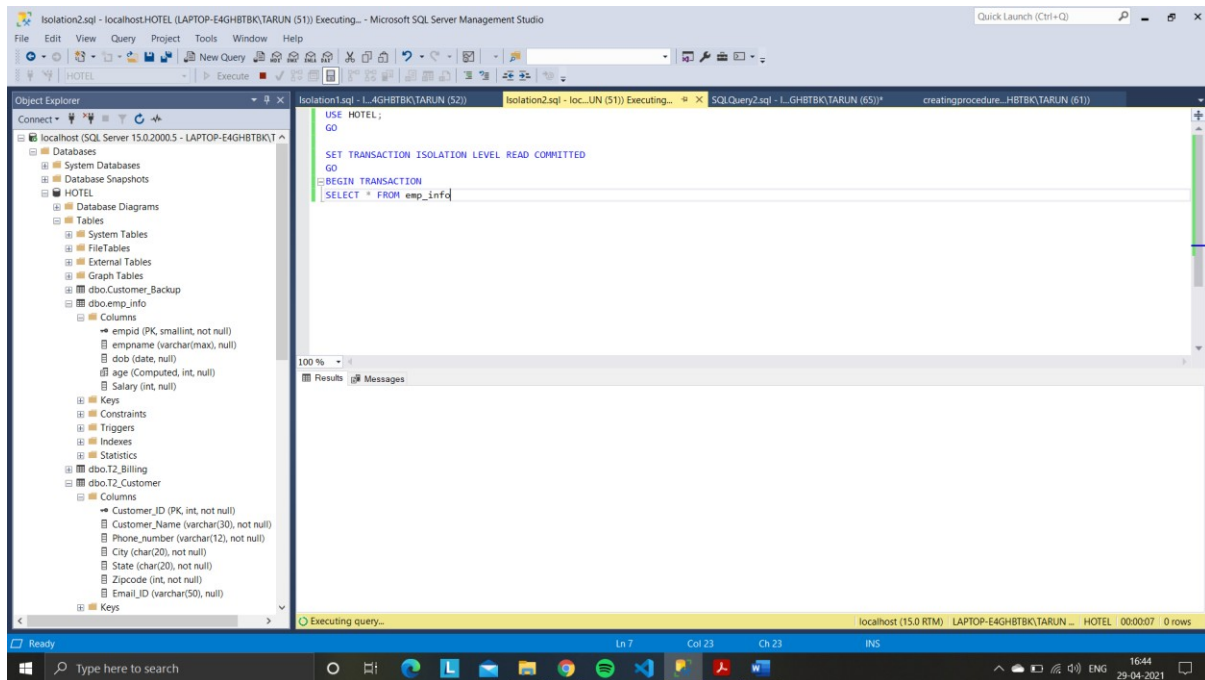 Isolation2.sql - localhost.HOTEL (LAPTOP-E4GHBTBK\TARUN (51)) Executing... - Microsoft SQL Server Management Studio
Quick Launch (Ctrl+Q)
File Edit View Query Project Tools Window Help
New Query
HOTEL
Execute
Object Explorer
Isolation1.sql - l...4GHBTBK\TARUN (52))
Isolation2.sql - loc...UN (51)) Executing...
SQLQuery2.sql - l...GHBTBK\TARUN (65))*
creatingprocedure...HBTBK\TARUN (61))
Connect
localhost (SQL Server 15.0.2000.5 - LAPTOP-E4GHBTBK\T
Databases
System Databases
Database Snapshots
HOTEL
Database Diagrams
Tables
System Tables
FileTables
External Tables
Graph Tables
dbo.Customer_Backup
dbo.emp_info
Columns
empid (PK, smallint, not null)
empname (varchar(max), null)
dob (date, null)
age (Computed, int, null)
Salary (int, null)
Keys
Constraints
Triggers
Indexes
Statistics
dbo.T2_Billing
dbo.T2_Customer
Columns
Customer_ID (PK, int, not null)
Customer_Name (varchar(30), not null)
Phone_number (varchar(12), not null)
City (char(20), not null)
State (char(20), not null)
Zipcode (int, not null)
Email_ID (varchar(50), null)
Keys
USE HOTEL;
GO
SET TRANSACTION ISOLATION LEVEL READ COMMITTED
GO
BEGIN TRANSACTION
SELECT * FROM emp_info
100 %
Results Messages
Executing query...
localhost (15.0 RTM) LAPTOP-E4GHBTBK\TARUN ... HOTEL 00:00:07 0 rows
Ready
Ln 7 Col 23 Ch 23 INS
Type here to search
ENG
16:44
29-04-2021